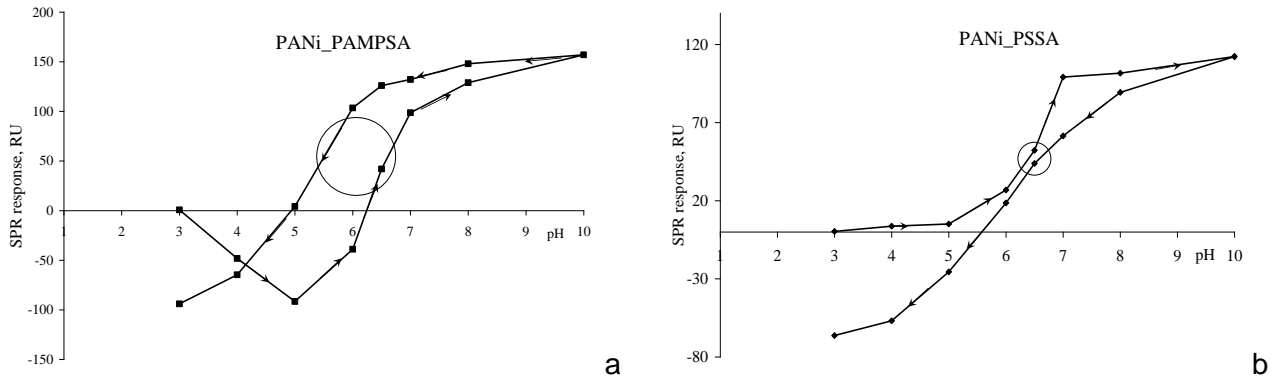 PANi_PAMPSA
SPR response, RU
200
150
100
50
0
-50
-100
-150
1 2 3 4 5 6 7 8 9 10
pH
a
PANi_PSSA
SPR response, RU
120
70
20
-30
-80
1 2 3 4 5 6 7 8 9 10
pH
b